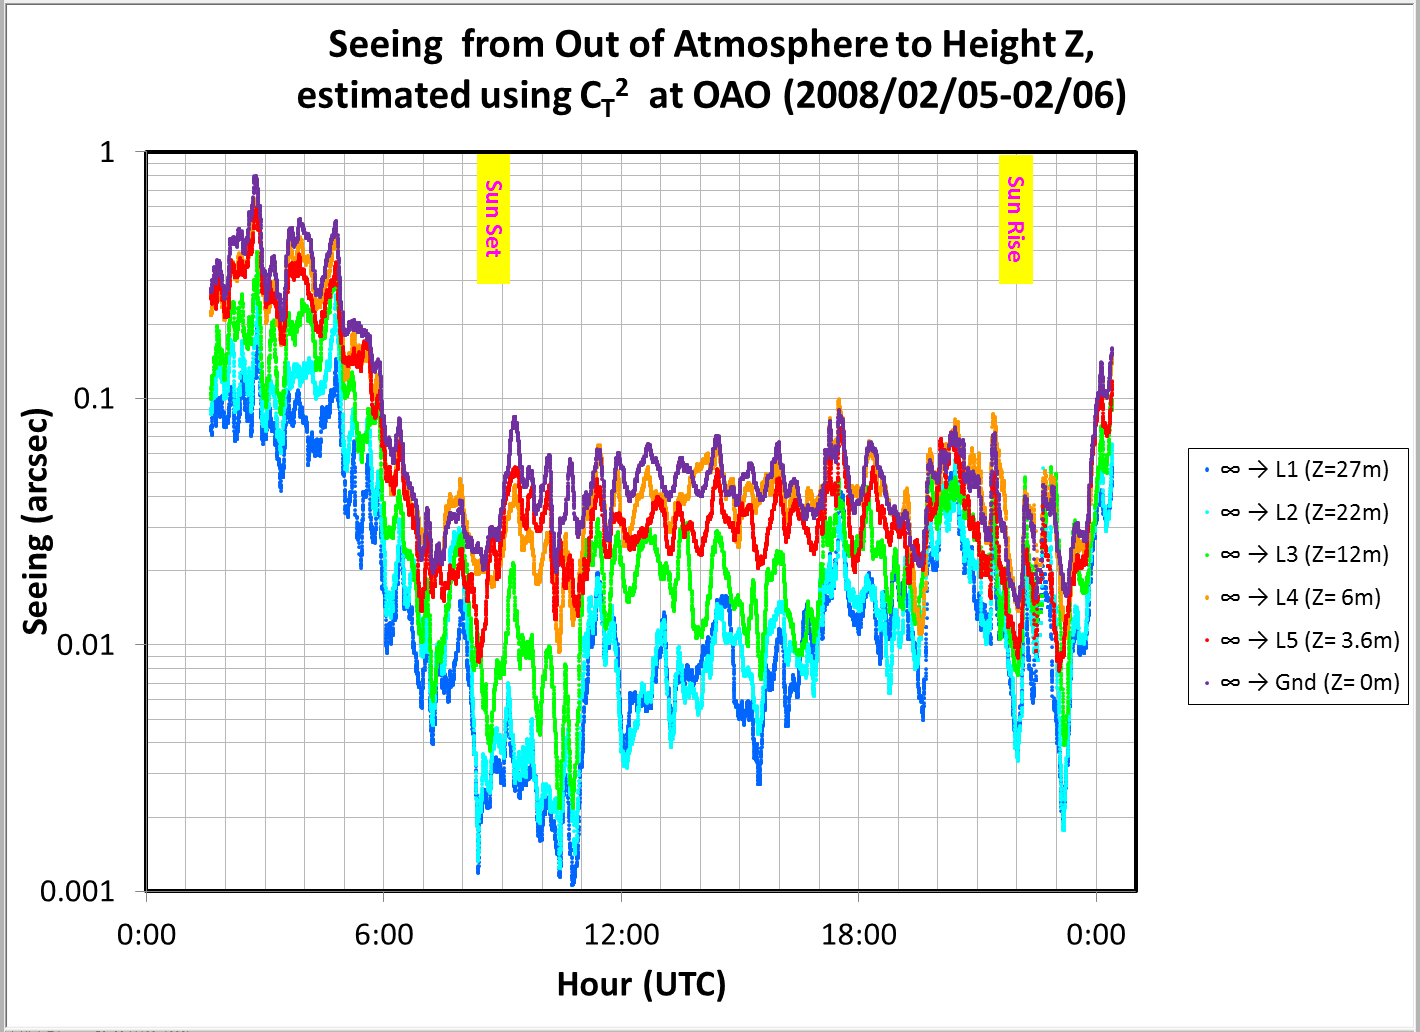 Seeing from Out of Atmosphere to Height Z,
estimated using C_T² at OAO (2008/02/05-02/06)
1
0.1
0.01
0.001
Seeing (arcsec)
Sun Set
Sun Rise
0:00 6:00 12:00 18:00 0:00
Hour (UTC)
∞ → L1 (Z=27m)
∞ → L2 (Z=22m)
∞ → L3 (Z=12m)
∞ → L4 (Z= 6m)
∞ → L5 (Z= 3.6m)
∞ → Gnd (Z= 0m)